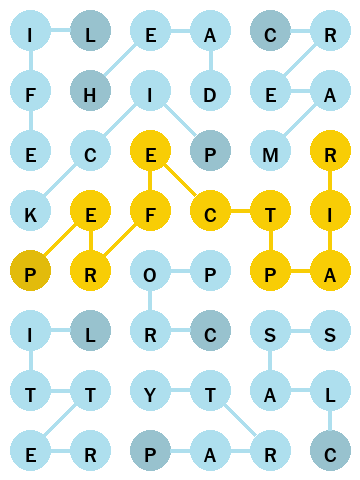 I L E A C R
F H I D E A
E C E P M R
K E F C T I
P R O P P A
I L R C S S
T T Y T A L
E R P A R C